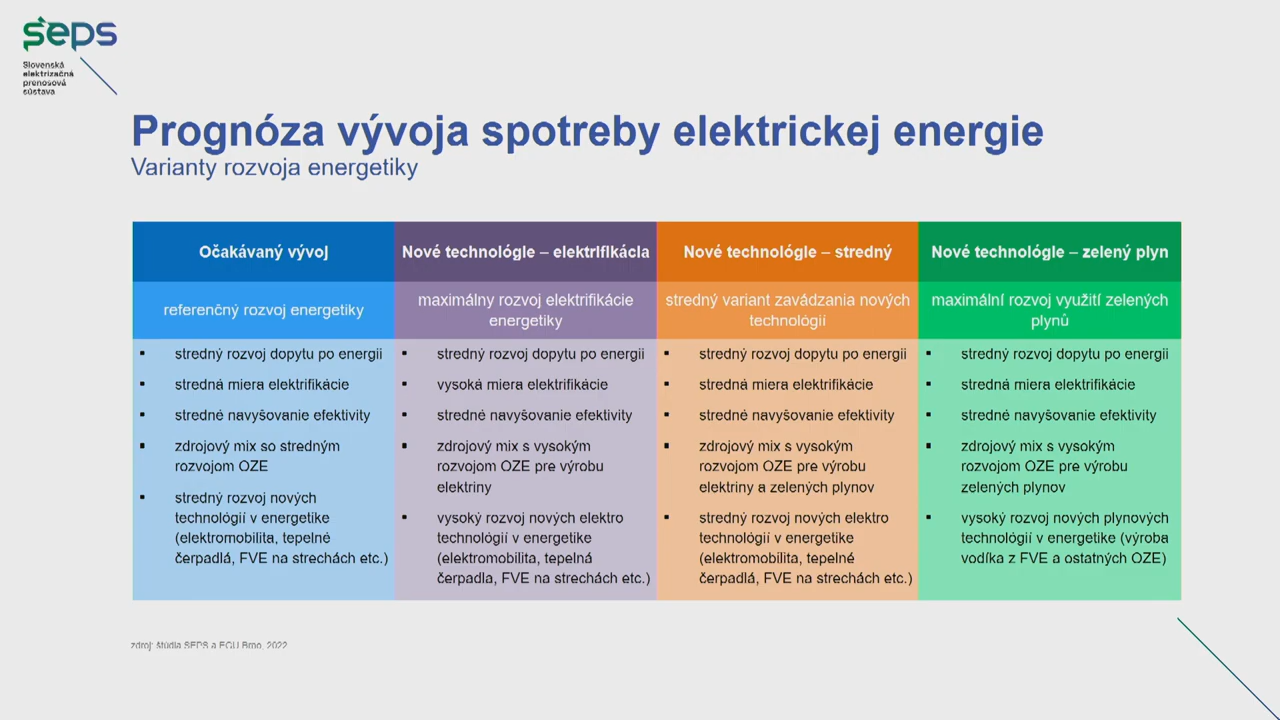 seps
Slovenská
elektrizačná
prenosová
sústava
Prognóza vývoja spotreby elektrickej energie
Varianty rozvoja energetiky
Očakávaný vývoj
referenčný rozvoj energetiky
▪ stredný rozvoj dopytu po energii
▪ stredná miera elektrifikácie
▪ stredné navyšovanie efektivity
▪ zdrojový mix so stredným
rozvojom OZE
▪ stredný rozvoj nových
technológií v energetike
(elektromobilita, tepelné
čerpadlá, FVE na strechách etc.)
Nové technológie – elektrifikácia
maximálny rozvoj elektrifikácie
energetiky
▪ stredný rozvoj dopytu po energii
▪ vysoká miera elektrifikácie
▪ stredné navyšovanie efektivity
▪ zdrojový mix s vysokým
rozvojom OZE pre výrobu
elektriny
▪ vysoký rozvoj nových elektro
technológií v energetike
(elektromobilita, tepelná
čerpadla, FVE na strechách etc.)
Nové technológie – stredný
stredný variant zavádzania nových
technológií
▪ stredný rozvoj dopytu po energii
▪ stredná miera elektrifikácie
▪ stredné navyšovanie efektivity
▪ zdrojový mix s vysokým
rozvojom OZE pre výrobu
elektriny a zelených plynov
▪ stredný rozvoj nových elektro
technológií v energetike
(elektromobilita, tepelné
čerpadlá, FVE na strechách etc.)
Nové technológie – zelený plyn
maximální rozvoj využití zelených
plynů
▪ stredný rozvoj dopytu po energii
▪ stredná miera elektrifikácie
▪ stredné navyšovanie efektivity
▪ zdrojový mix s vysokým
rozvojom OZE pre výrobu
zelených plynov
▪ vysoký rozvoj nových plynových
technológií v energetike (výroba
vodíka z FVE a ostatných OZE)
zdroj: štúdia SEPS a EGU Brno, 2022